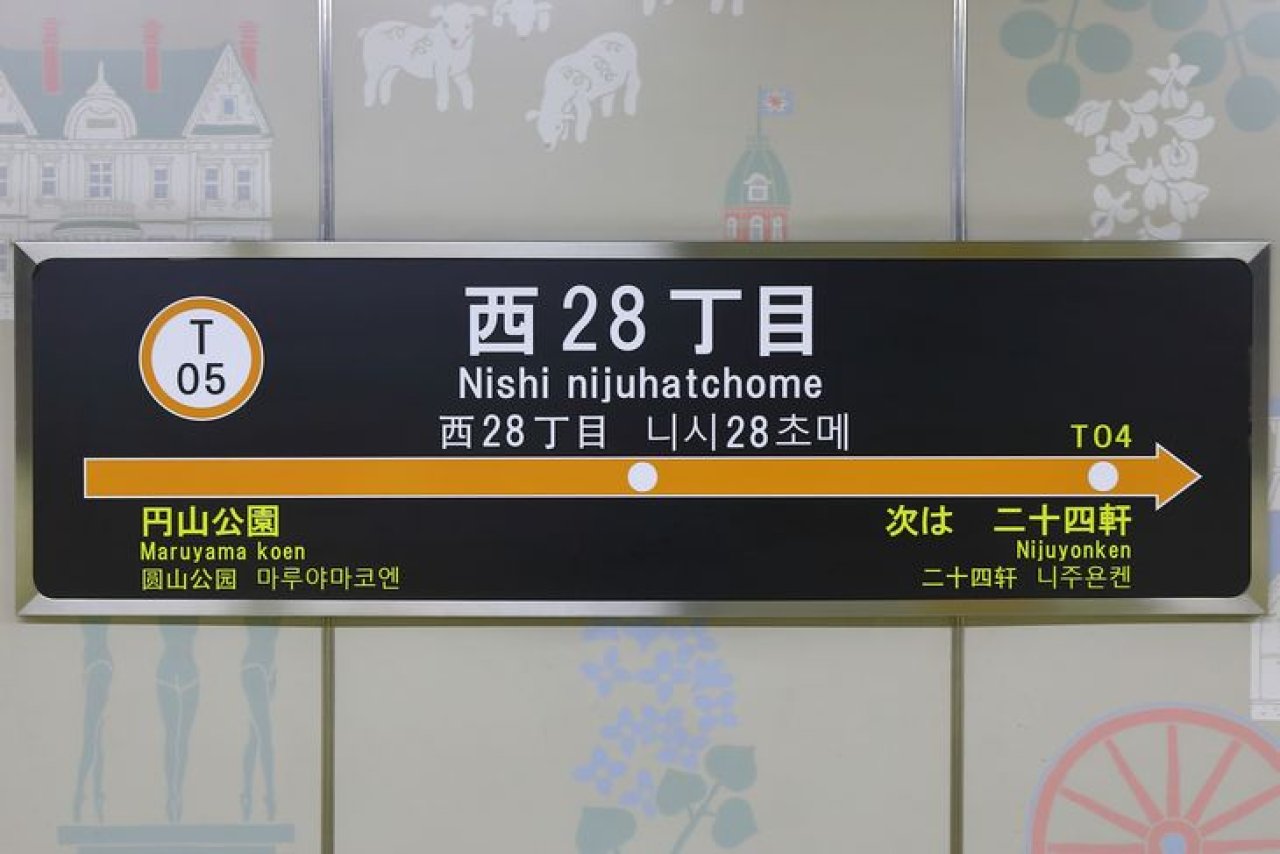 T
05
西28丁目
Nishi nijuhatchome
西28丁目 니시28초메
T04
円山公園
Maruyama koen
圆山公园 마루야마코엔
次は 二十四軒
Nijuyonken
二十四轩 니주욘켄